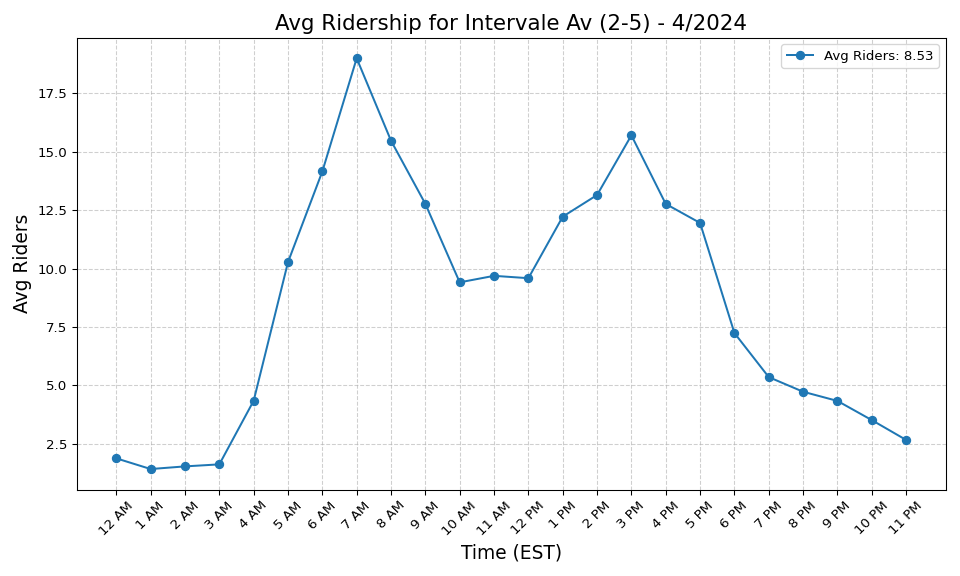 Avg Ridership for Intervale Av (2-5) - 4/2024
Avg Riders: 8.53
Avg Riders
17.5
15.0
12.5
10.0
7.5
5.0
2.5
12 AM
1 AM
2 AM
3 AM
4 AM
5 AM
6 AM
7 AM
8 AM
9 AM
10 AM
11 AM
12 PM
1 PM
2 PM
3 PM
4 PM
5 PM
6 PM
7 PM
8 PM
9 PM
10 PM
11 PM
Time (EST)